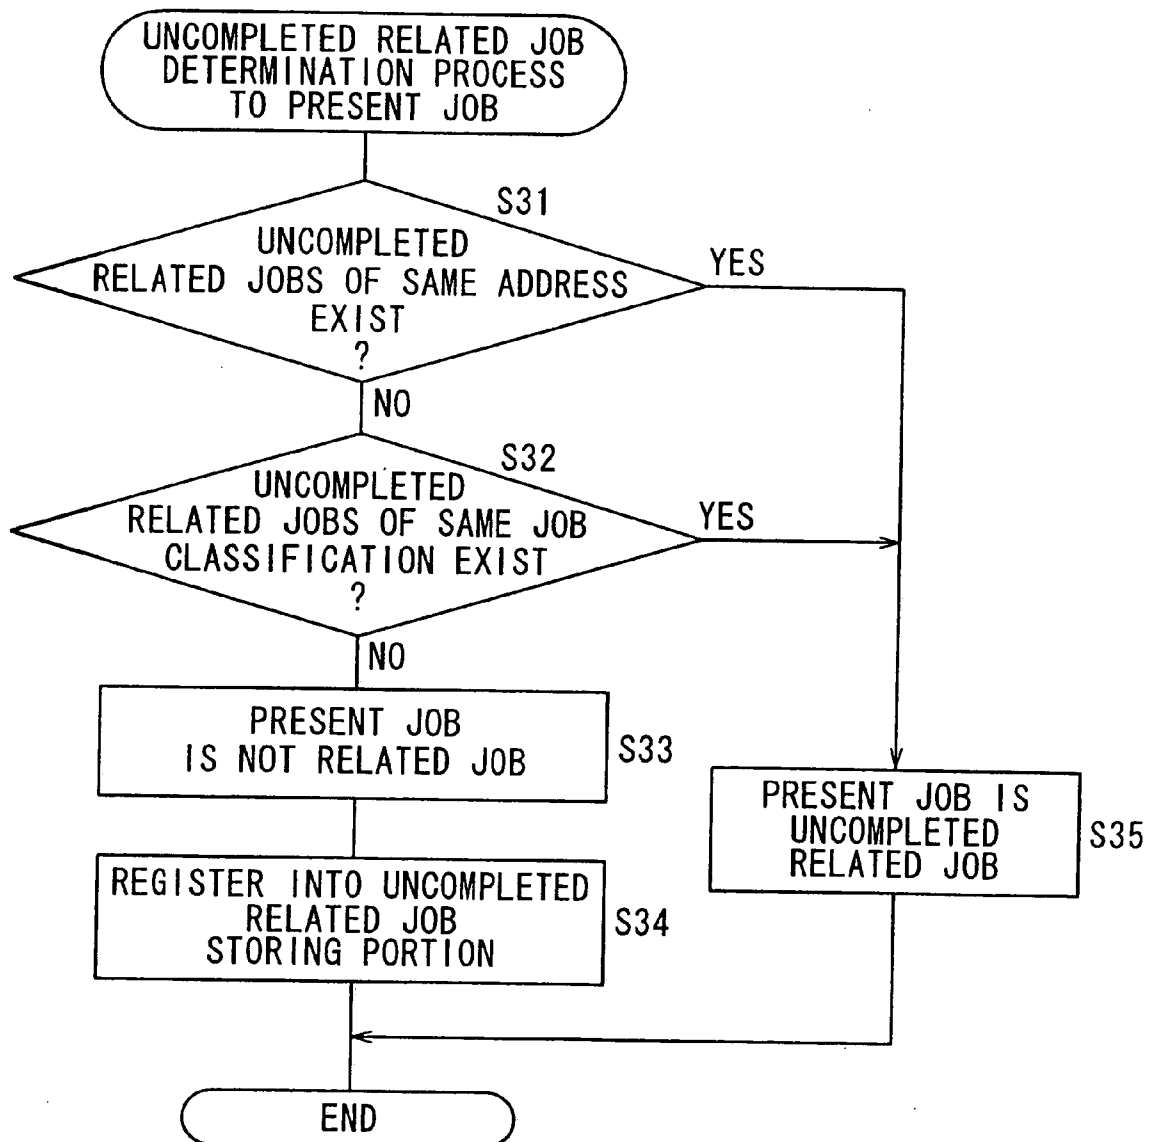 UNCOMPLETED RELATED JOB
DETERMINATION PROCESS
TO PRESENT JOB
S31
UNCOMPLETED
RELATED JOBS OF SAME ADDRESS
EXIST
?
YES
NO
S32
UNCOMPLETED
RELATED JOBS OF SAME JOB
CLASSIFICATION EXIST
?
YES
NO
PRESENT JOB
IS NOT RELATED JOB
S33
PRESENT JOB IS
UNCOMPLETED
RELATED JOB
S35
REGISTER INTO UNCOMPLETED
RELATED JOB
STORING PORTION
S34
END